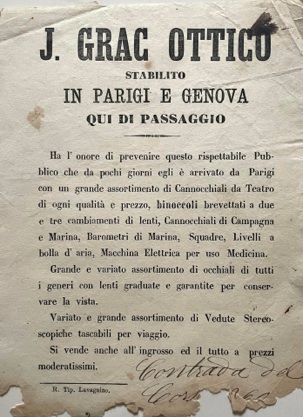 J. GRAC OTTICO
STABILITO
IN PARIGI E GENOVA
QUI DI PASSAGGIO
Ha l' onore di prevenire questo rispettabile Pub-
blico che da pochi giorni egli è arrivato da Parigi
con un grande assortimento di Cannocchiali da Teatro
di ogni qualità e prezzo, binoccoli brevettati a due
e tre cambiamenti di lenti, Cannocchiali di Campagna
e Marina, Barometri di Marina, Squadre, Livelli a
bolla d' aria, Macchina Elettrica per uso Medicina.
Grande e variato assortimento di occhiali di tutti
i generi con lenti graduate e garantite per conser-
vare la vista.
Variato e grande assortimento di Vedute Stereo-
scopiche tascabili per viaggio.
Si vende anche all' ingrosso ed il tutto a prezzi
moderatissimi.
Contrada
R. Tip. Lavagnino.